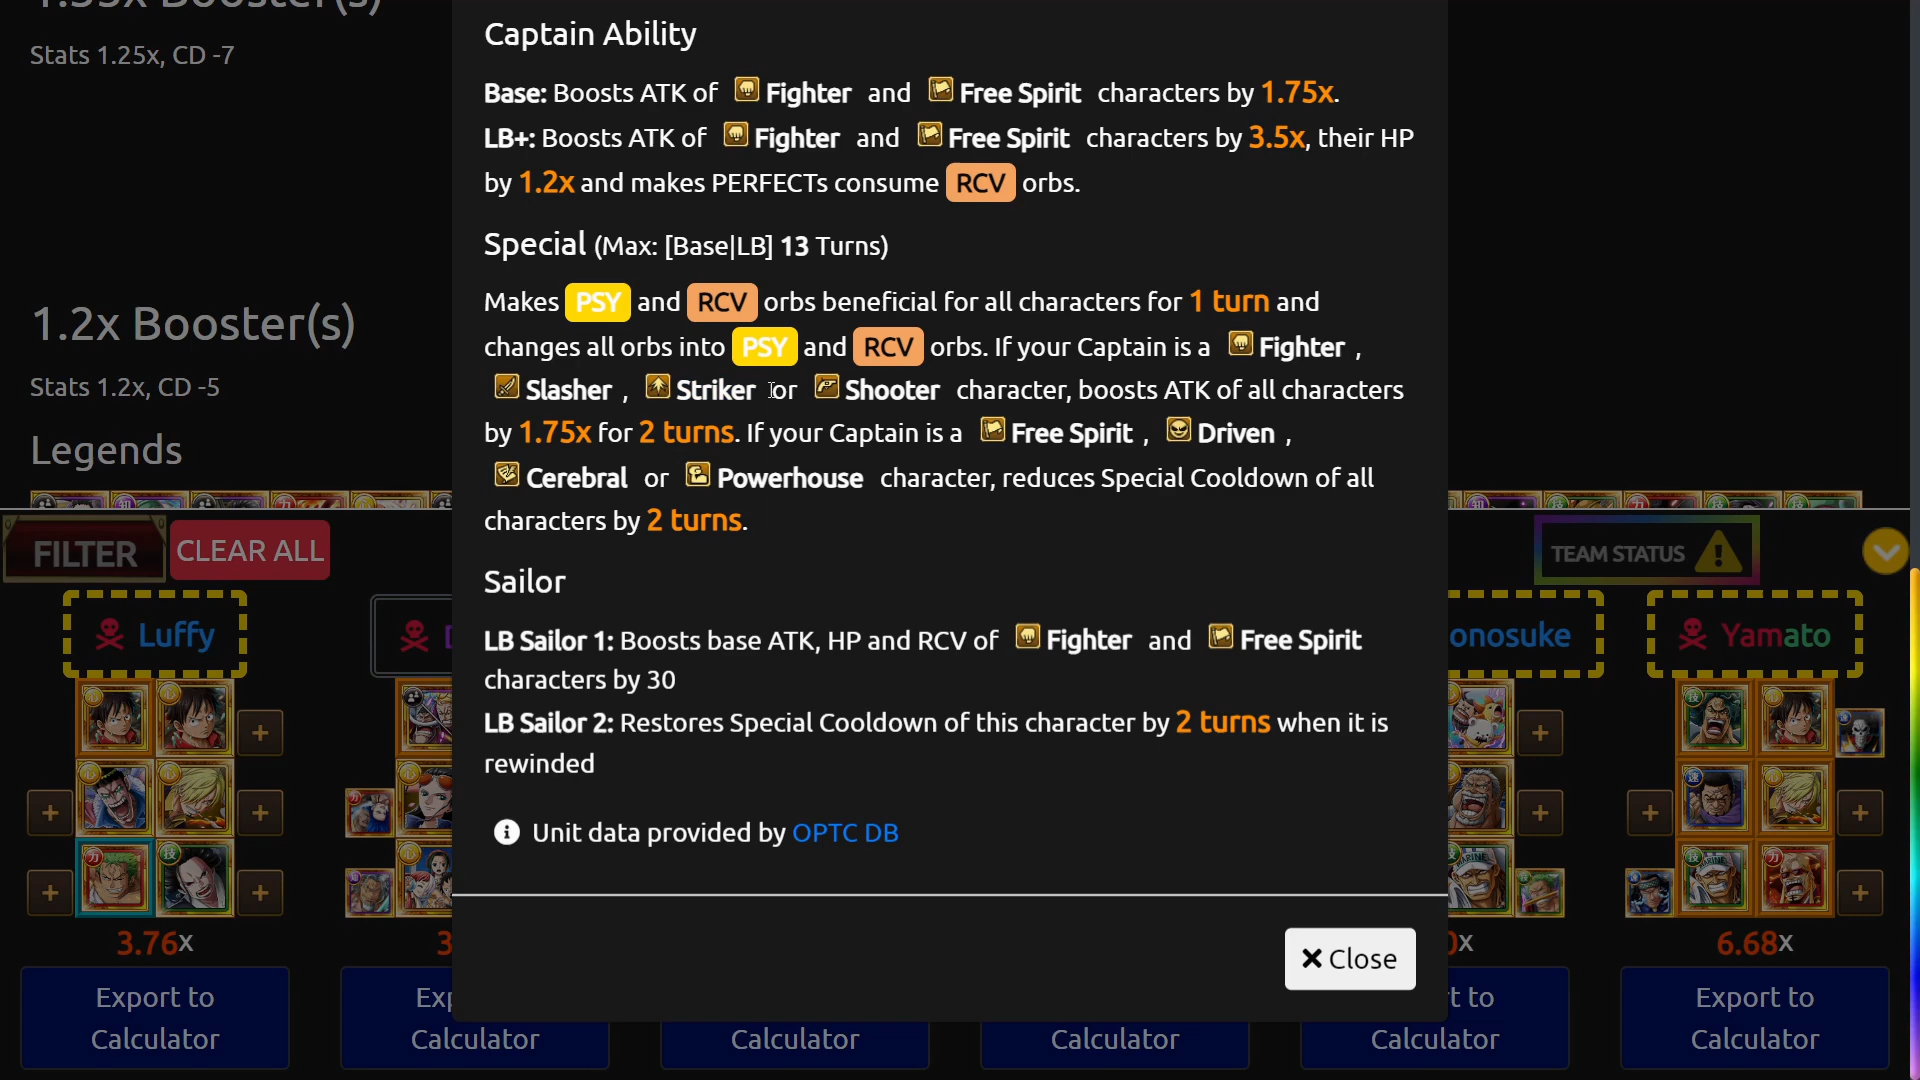 1.35x Booster(s)
Stats 1.25x, CD -7
1.2x Booster(s)
Stats 1.2x, CD -5
Legends
Captain Ability
Base: Boosts ATK of Fighter and Free Spirit characters by 1.75x.
LB+: Boosts ATK of Fighter and Free Spirit characters by 3.5x, their HP
by 1.2x and makes PERFECTs consume RCV orbs.
Special (Max: [Base|LB] 13 Turns)
Makes PSY and RCV orbs beneficial for all characters for 1 turn and
changes all orbs into PSY and RCV orbs. If your Captain is a Fighter ,
Slasher , Striker or Shooter character, boosts ATK of all characters
by 1.75x for 2 turns. If your Captain is a Free Spirit , Driven ,
Cerebral or Powerhouse character, reduces Special Cooldown of all
characters by 2 turns.
Sailor
LB Sailor 1: Boosts base ATK, HP and RCV of Fighter and Free Spirit
characters by 30
LB Sailor 2: Restores Special Cooldown of this character by 2 turns when it is
rewinded
Unit data provided by OPTC DB
Close
FILTER CLEAR ALL TEAM STATUS
Luffy onosuke Yamato
3.76x 3 0x 6.68x
Export to Exp t to Export to
Calculator Calculator Calculator Calculator Calculator Calculator